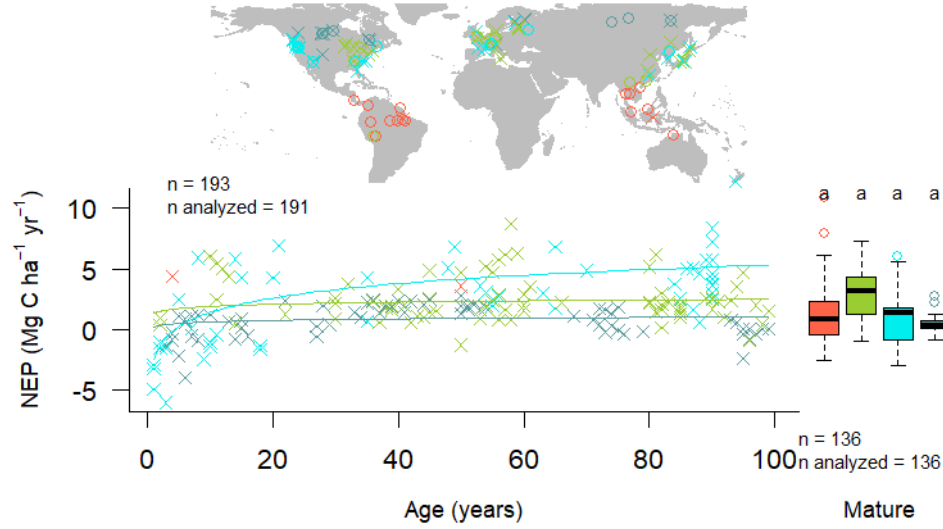 n = 193
n analyzed = 191
NEP (Mg C ha⁻¹ yr⁻¹)
10
5
0
-5
a a a a
0 20 40 60 80 100
n = 136
n analyzed = 136
Age (years)
Mature